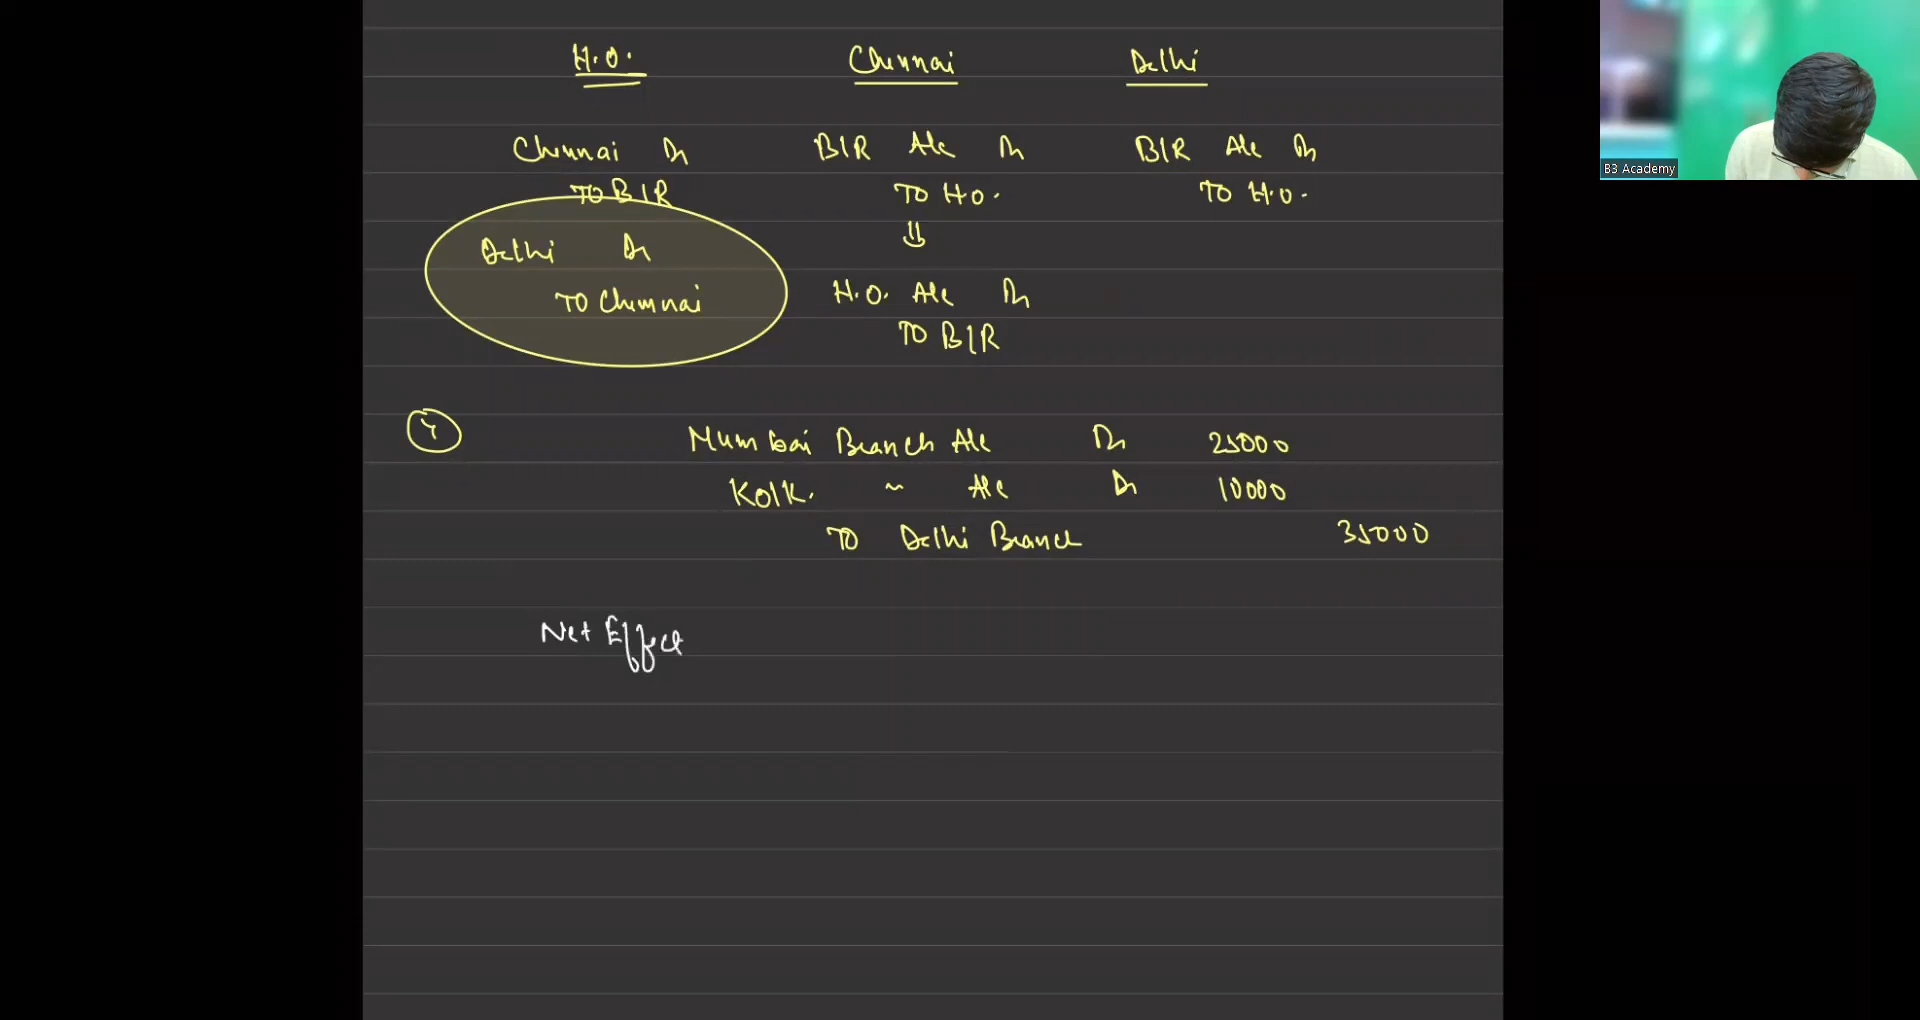 H.O. Chennai Delhi
Chennai Dr B/R A/c Dr B/R A/c Dr
To B/R To H.O. To H.O.
Delhi Dr
To Chennai H.O. A/c Dr
To B/R
4
Mumbai Branch A/c Dr 25000
Kolk. ~ A/c Dr 10000
To Delhi Branch 35000
Net Effect
B3 Academy